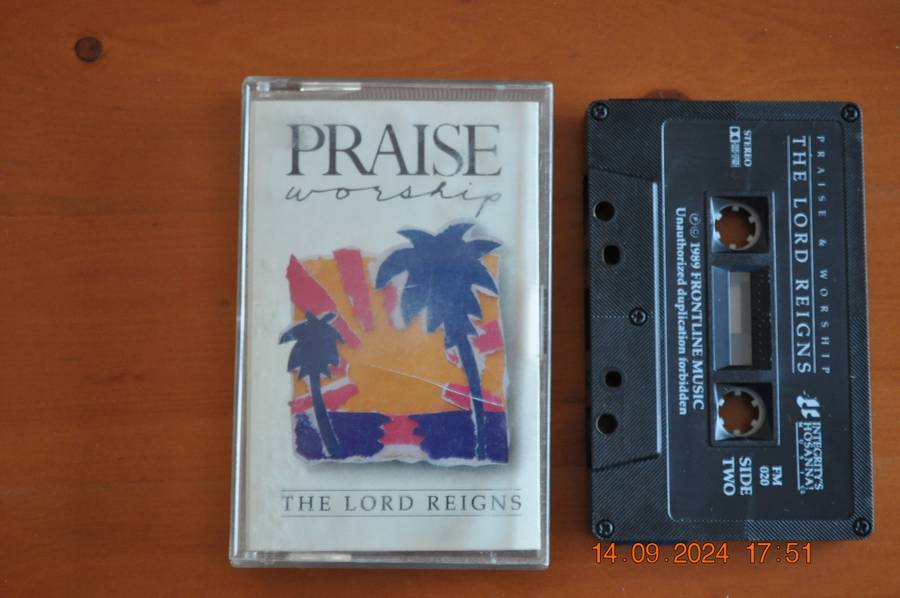 PRAISE
worship
THE LORD REIGNS
PRAISE & WORSHIP
THE LORD REIGNS
STEREO
℗© 1989 FRONTLINE MUSIC
Unauthorized duplication forbidden
INTEGRITY'S
HOSANNA!
MUSIC
FM
020
SIDE
TWO
14.09.2024 17:51